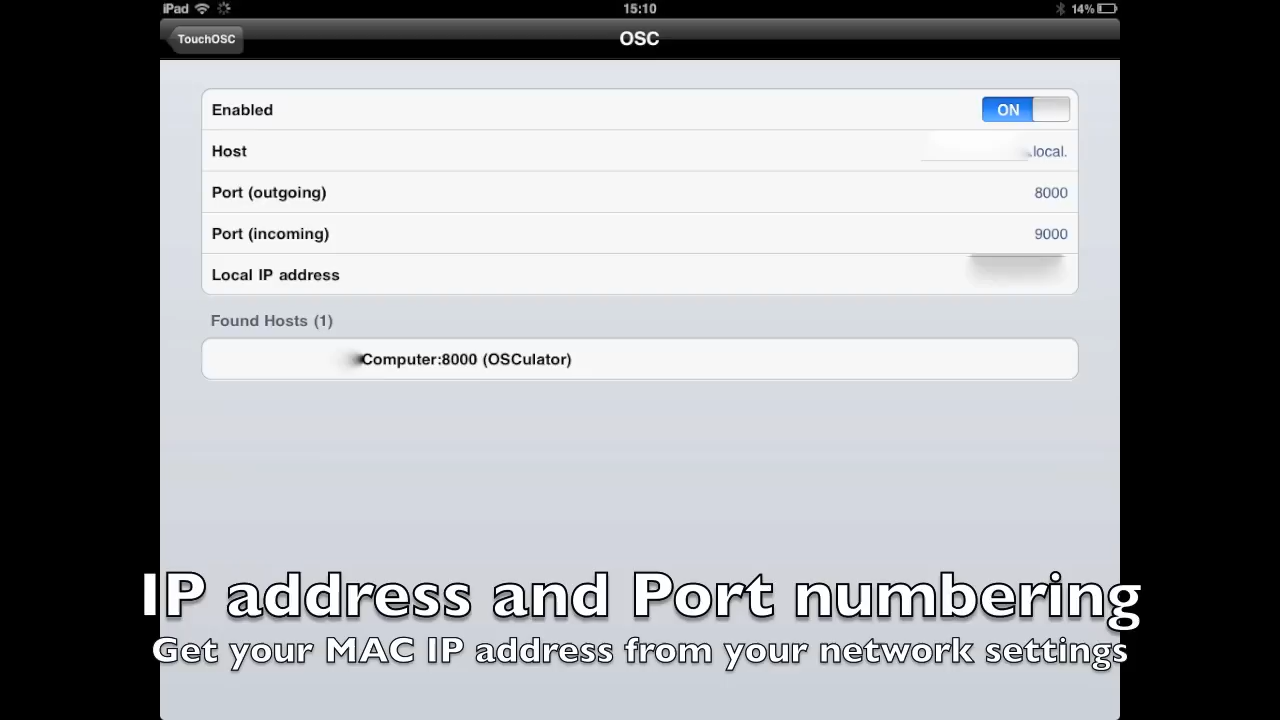 iPad 15:10 14%
TouchOSC OSC
Enabled ON
Host .local.
Port (outgoing) 8000
Port (incoming) 9000
Local IP address
Found Hosts (1)
Computer:8000 (OSCulator)
IP address and Port numbering
Get your MAC IP address from your network settings